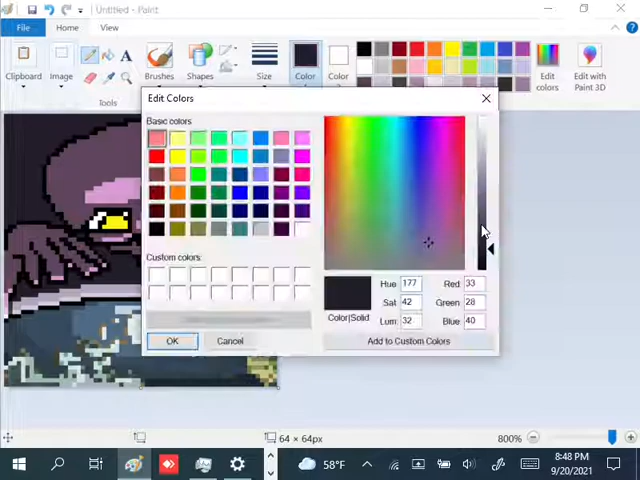 Untitled - Paint
File
Home
View
Clipboard
Image
Tools
Brushes
Shapes
Size
Color
1
Color
2
Edit
colors
Edit with
Paint 3D
Edit Colors
Basic colors:
Custom colors:
Color|Solid
Hue 177
Red 33
Sat 42
Green 28
Lum 32
Blue 40
OK
Cancel
Add to Custom Colors
64 × 64px
800%
58°F
8:48 PM
9/20/2021